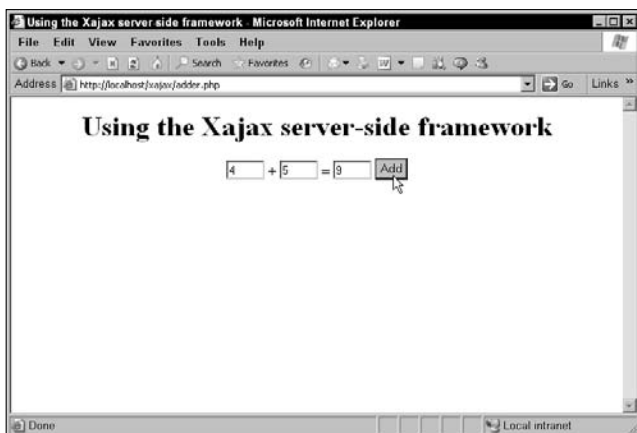 Using the Xajax server-side framework - Microsoft Internet Explorer
File Edit View Favorites Tools Help
Back Search Favorites
Address http://localhost/xajax/adder.php Go Links »
Using the Xajax server-side framework
4 + 5 = 9 Add
Done Local intranet